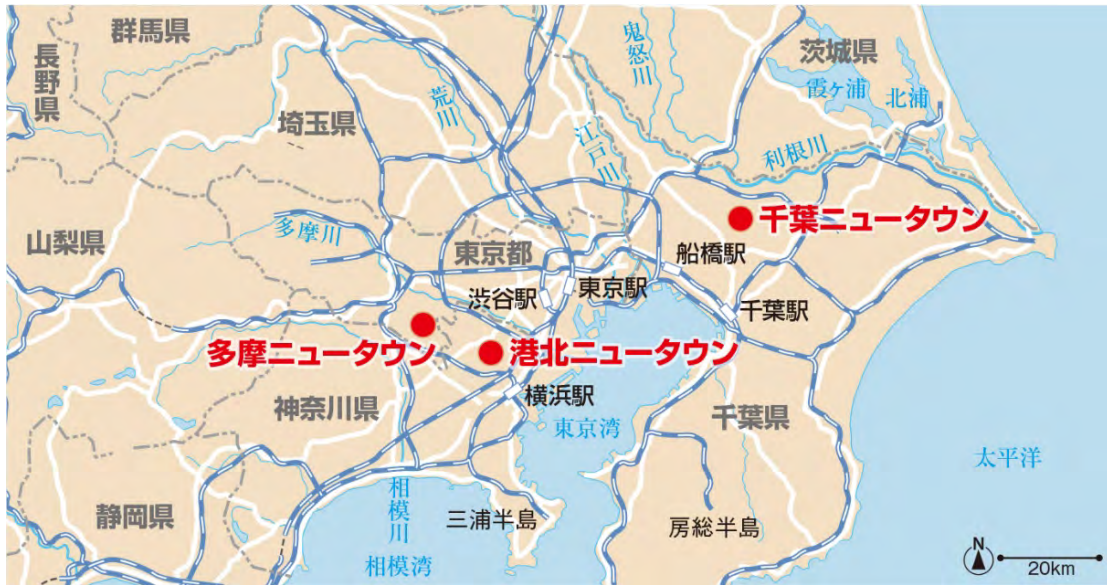 群馬県
長野県
鬼怒川
茨城県
霞ヶ浦
北浦
荒川
埼玉県
江戸川
利根川
千葉ニュータウン
山梨県
多摩川
東京都
船橋駅
渋谷駅
東京駅
千葉駅
多摩ニュータウン
港北ニュータウン
横浜駅
神奈川県
千葉県
東京湾
太平洋
相模川
静岡県
三浦半島
房総半島
相模湾
N
20km